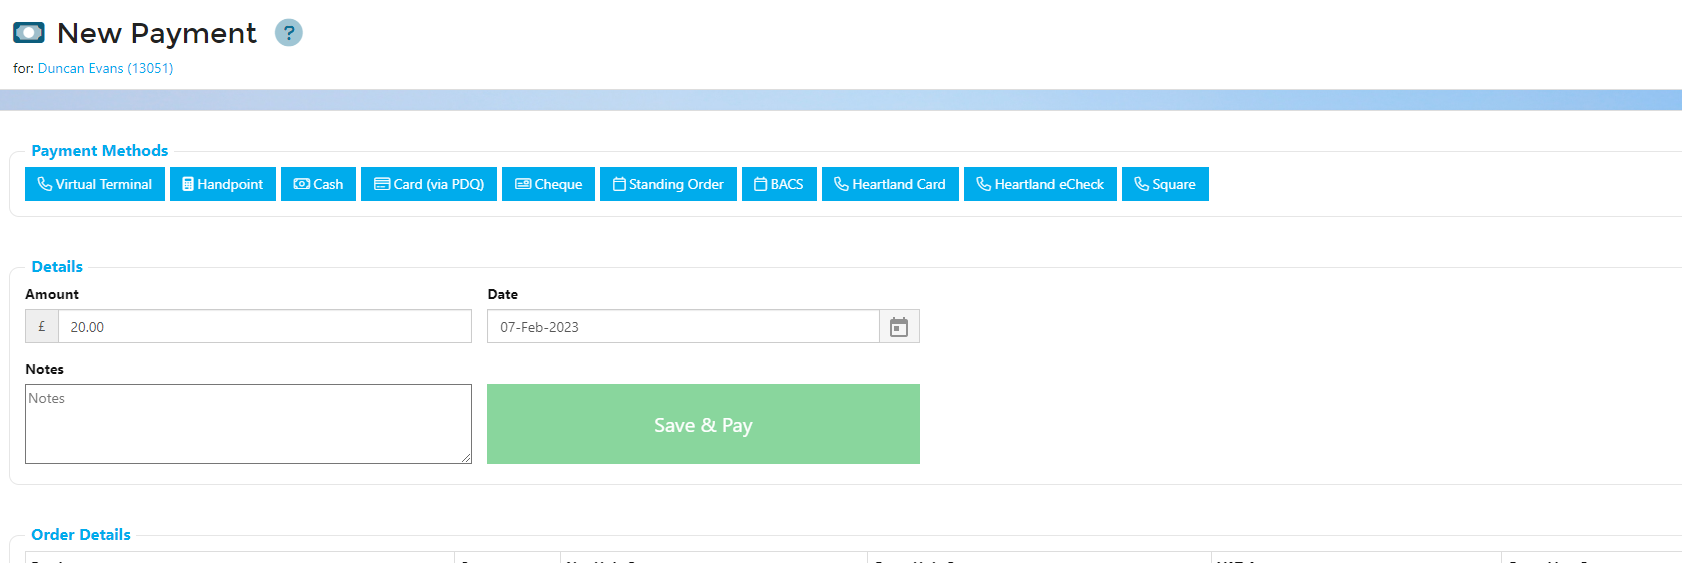 New Payment ?
for: Duncan Evans (13051)
Payment Methods
Virtual Terminal Handpoint Cash Card (via PDQ) Cheque Standing Order BACS Heartland Card Heartland eCheck Square
Details
Amount Date
£ 20.00 07-Feb-2023
Notes
Notes
Save & Pay
Order Details